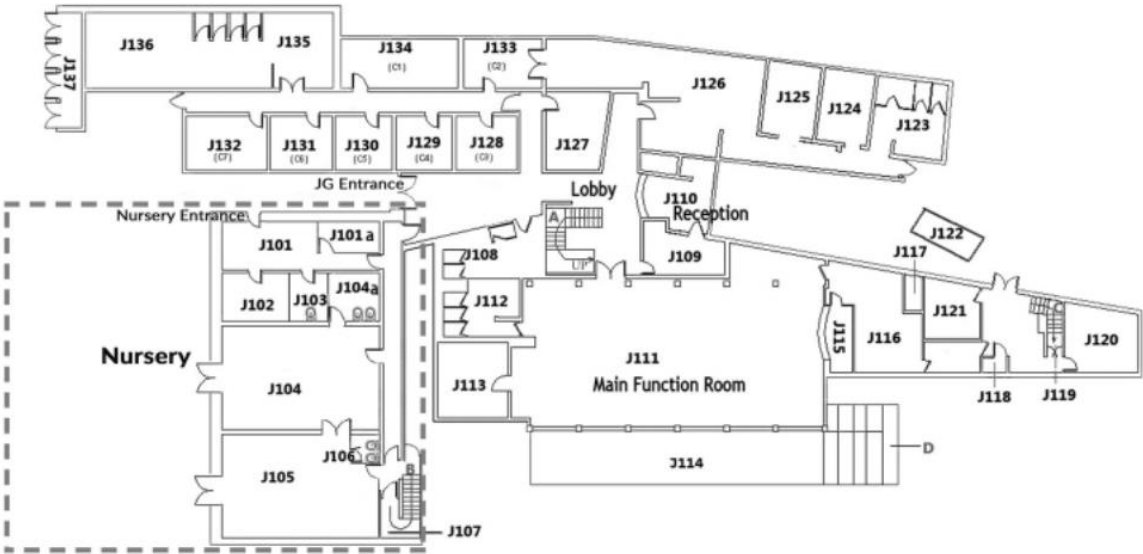 J136
J135
J134
(C1)
J133
(C2)
J137
J126
J125
J124
J123
J132
(C7)
J131
(C6)
J130
(C5)
J129
(C4)
J128
(C3)
J127
JG Entrance
Lobby
J110
Reception
Nursery Entrance
A
UP
J101
J101a
J108
J109
J122
J117
J102
J103
J104a
J112
J121
J115
J116
J120
Nursery
J104
J113
J111
Main Function Room
J118
J119
J106
J105
B
J114
D
J107